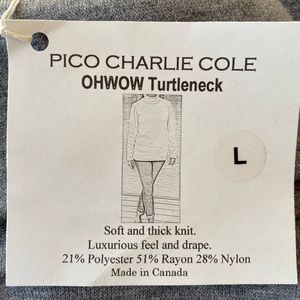 PICO CHARLIE COLE
OHWOW Turtleneck
L
Soft and thick knit.
Luxurious feel and drape.
21% Polyester 51% Rayon 28% Nylon
Made in Canada